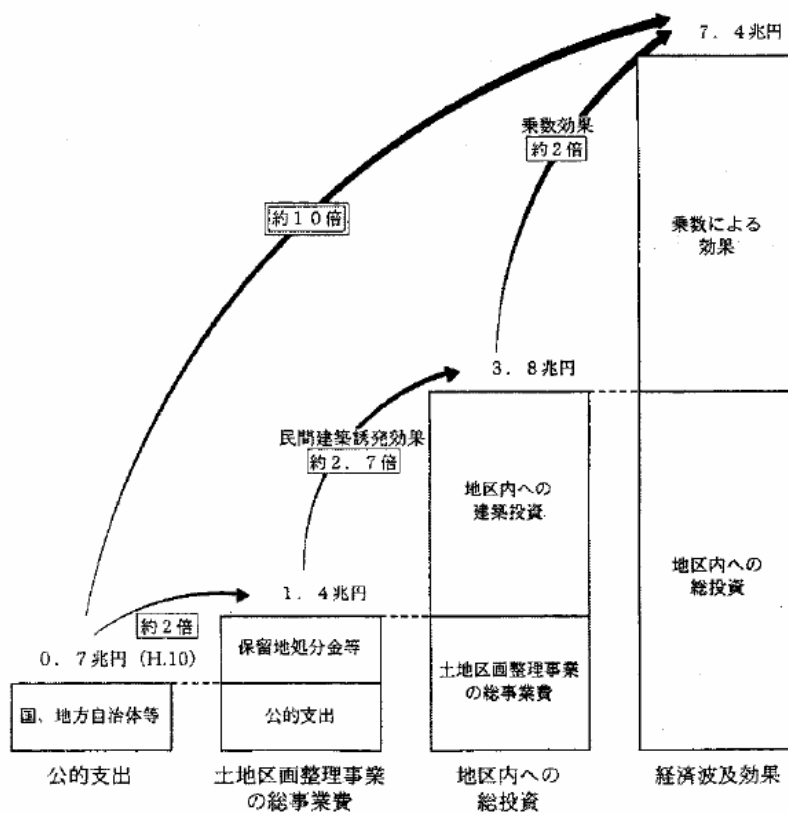 7.4兆円
乗数効果
約2倍
約10倍
乗数による
効果
3.8兆円
民間建築誘発効果
約2.7倍
地区内への
建築投資
地区内への
総投資
1.4兆円
約2倍
保留地処分金等
0.7兆円(H.10)
土地区画整理事業
の総事業費
国、地方自治体等
公的支出
公的支出
土地区画整理事業
の総事業費
地区内への
総投資
経済波及効果